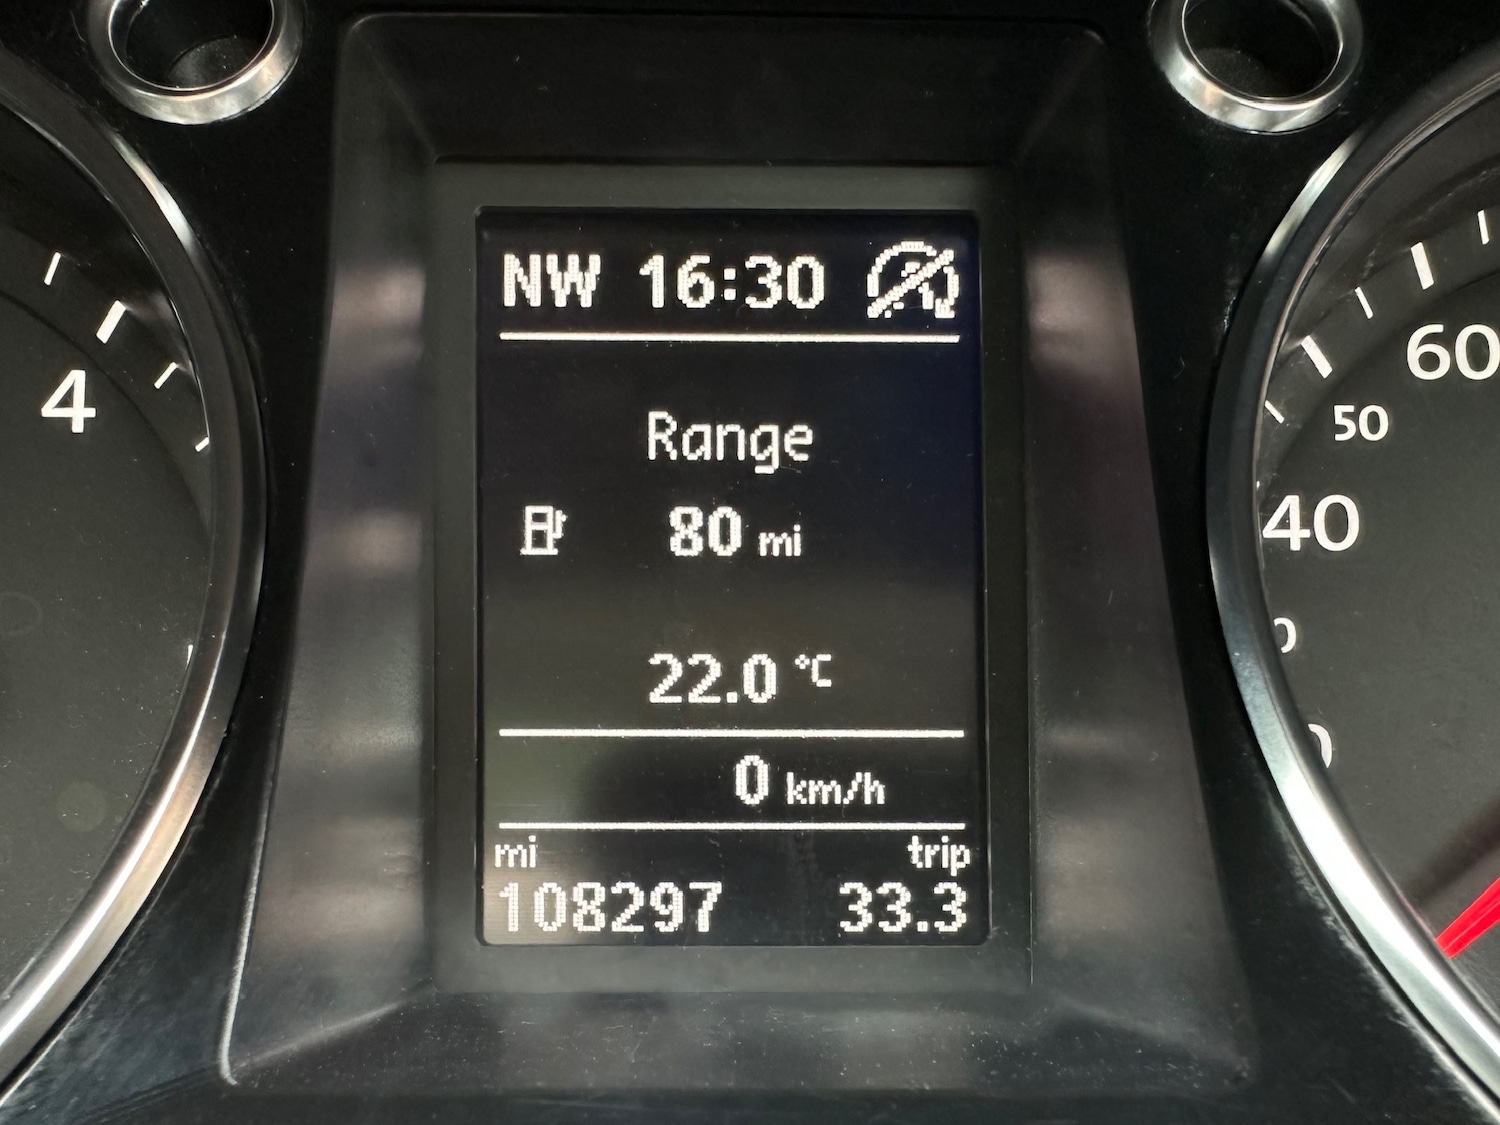 NW 16:30
Range
80 mi
22.0 °C
0 km/h
mi trip
108297 33.3
4
60
50
40